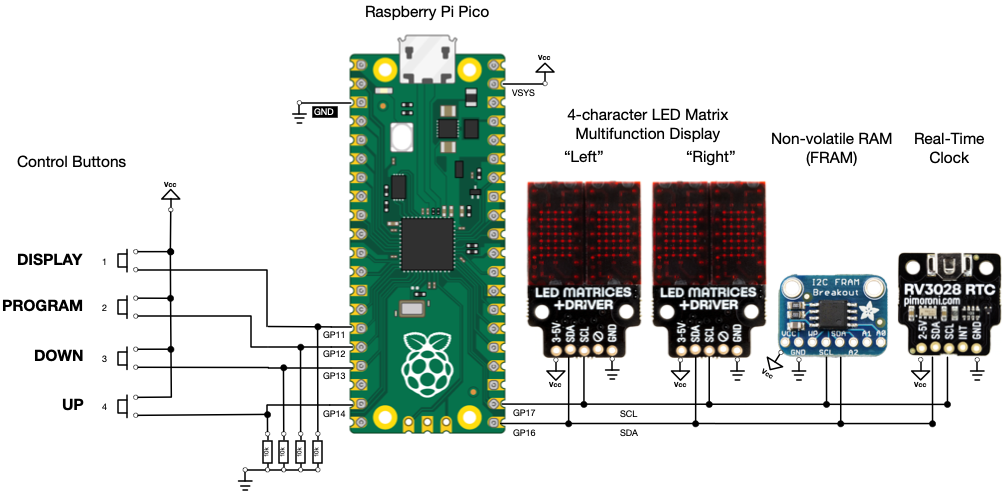 Raspberry Pi Pico
Vcc
VSYS
GND
4-character LED Matrix
Multifunction Display
“Left”
“Right”
Non-volatile RAM
(FRAM)
Real-Time
Clock
Control Buttons
Vcc
DISPLAY
1
PROGRAM
2
DOWN
3
UP
4
GP11
GP12
GP13
GP14
10k
10k
10k
10k
LED MATRICES
+DRIVER
3-5V
SDA
SCL
GND
Vcc
LED MATRICES
+DRIVER
3-5V
SDA
SCL
GND
Vcc
I2C FRAM
Breakout
VCC WP SDA A1 A0
GND SCL A2
Vcc
RV3028 RTC
pimoroni.com
2-5V
SDA
SCL
INT
GND
Vcc
GP17
SCL
GP16
SDA